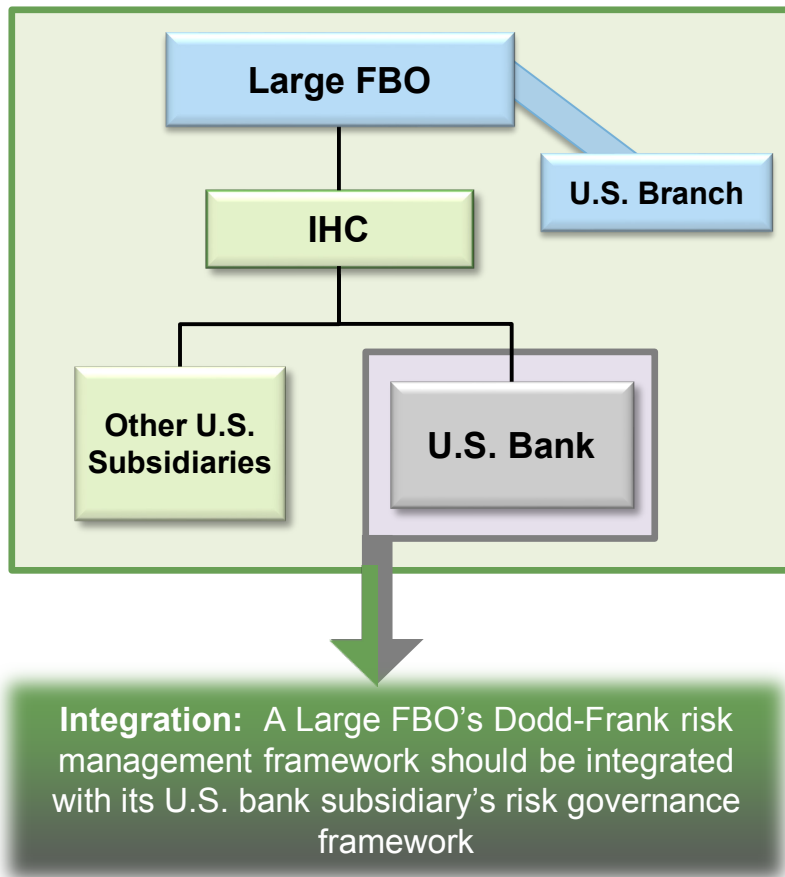 Large FBO
U.S. Branch
IHC
Other U.S.
Subsidiaries
U.S. Bank
Integration: A Large FBO’s Dodd-Frank risk
management framework should be integrated
with its U.S. bank subsidiary’s risk governance
framework